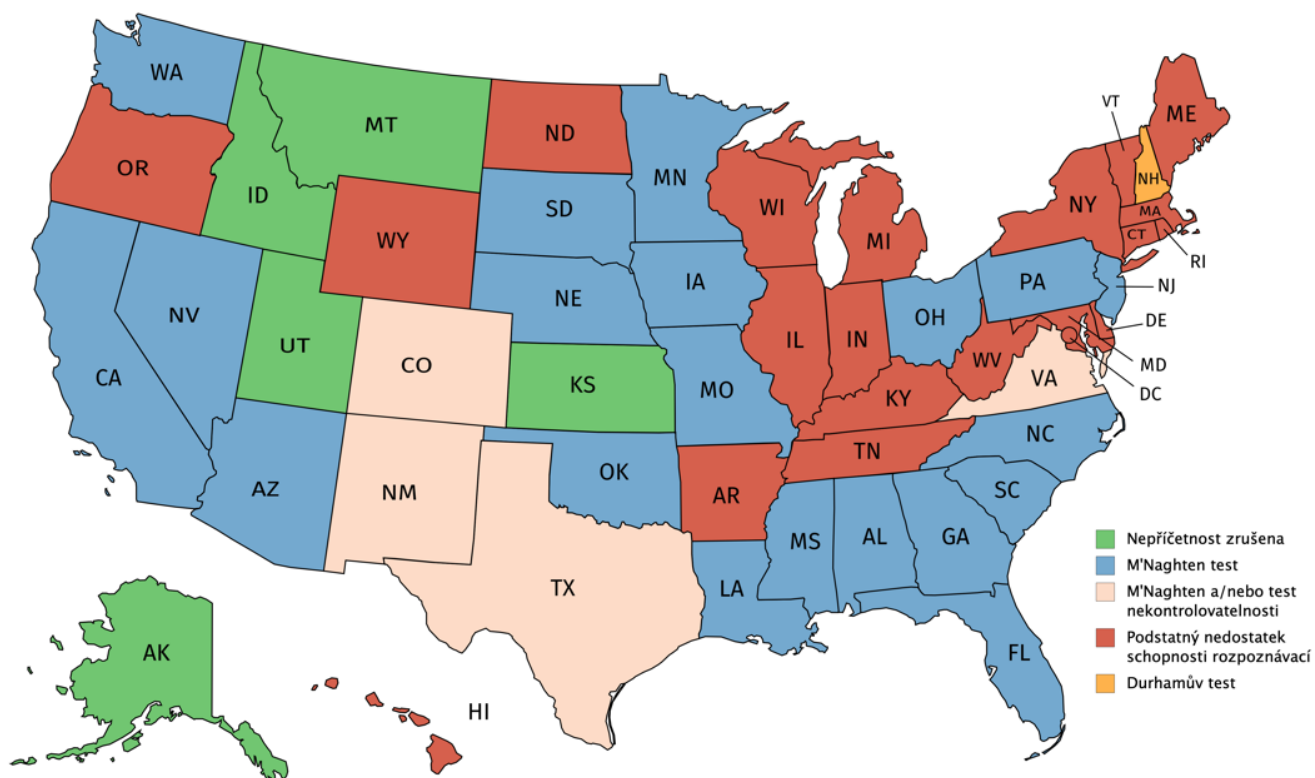 WA
MT
ND
MN
VT
ME
OR
ID
SD
WI
MI
NY
NH
MA
CT
RI
WY
NE
IA
PA
NJ
NV
UT
CO
KS
IL
IN
OH
DE
MD
DC
CA
MO
WV
VA
KY
AZ
NM
OK
AR
TN
NC
SC
TX
LA
MS
AL
GA
FL
AK
HI
Nepříčetnost zrušena
M'Naghten test
M'Naghten a/nebo test
nekontrolovatelnosti
Podstatný nedostatek
schopnosti rozpoznávací
Durhamův test